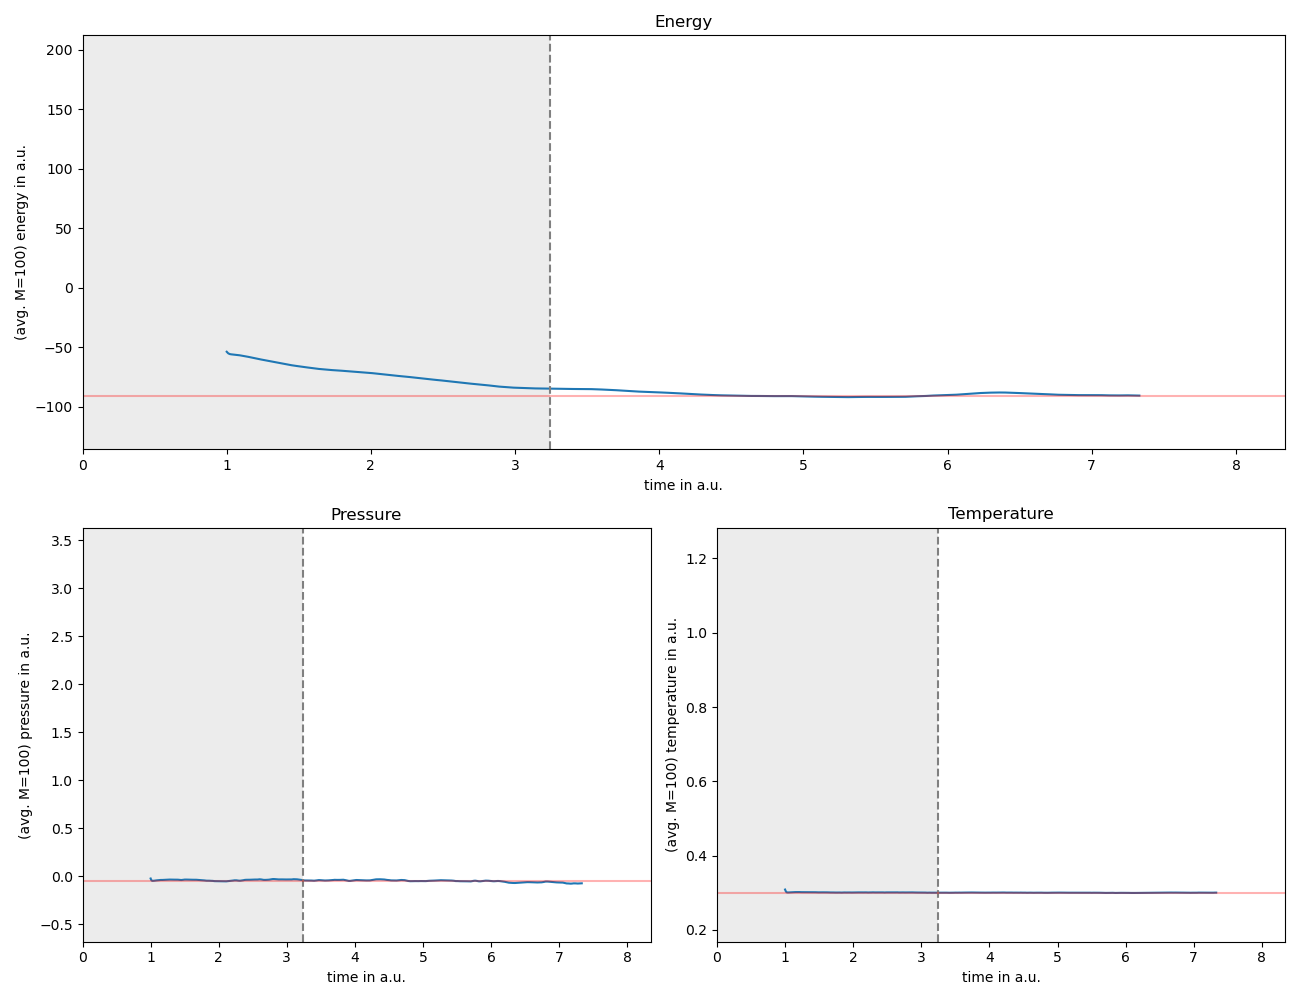 Energy
(avg. M=100) energy in a.u.
200
150
100
50
0
−50
−100
0 1 2 3 4 5 6 7 8
time in a.u.
Pressure
(avg. M=100) pressure in a.u.
3.5
3.0
2.5
2.0
1.5
1.0
0.5
0.0
−0.5
0 1 2 3 4 5 6 7 8
time in a.u.
Temperature
(avg. M=100) temperature in a.u.
1.2
1.0
0.8
0.6
0.4
0.2
0 1 2 3 4 5 6 7 8
time in a.u.